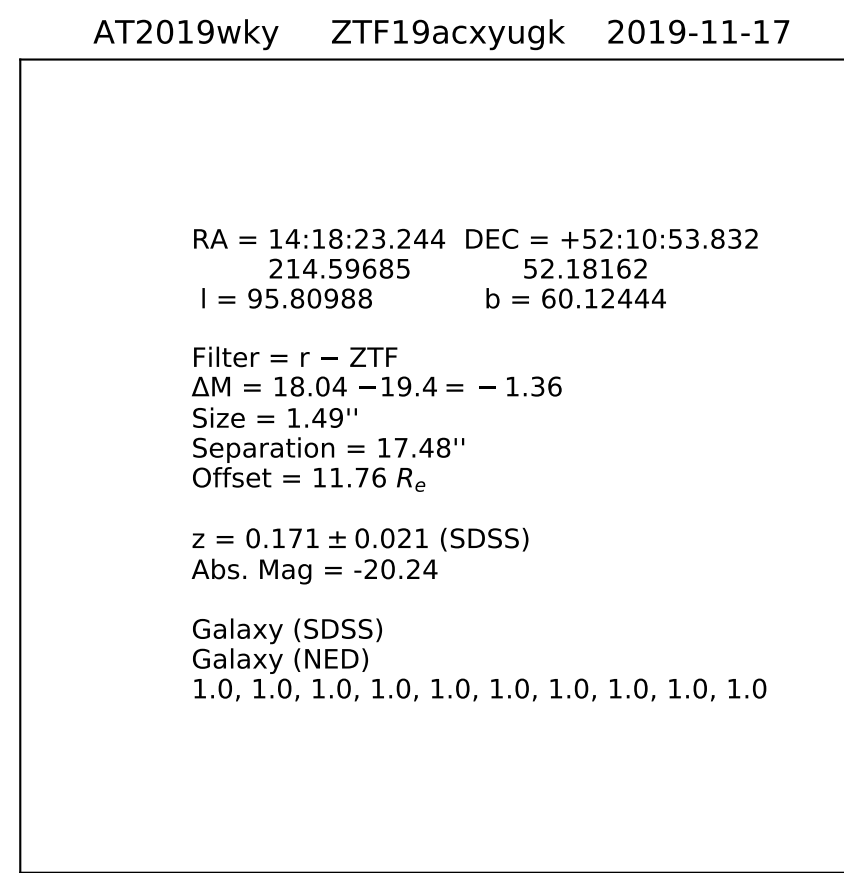 AT2019wky ZTF19acxyugk 2019-11-17
RA = 14:18:23.244 DEC = +52:10:53.832
214.59685 52.18162
l = 95.80988 b = 60.12444
Filter = r − ZTF
ΔM = 18.04 −19.4 = − 1.36
Size = 1.49''
Separation = 17.48''
Offset = 11.76 Rₑ
z = 0.171 ± 0.021 (SDSS)
Abs. Mag = -20.24
Galaxy (SDSS)
Galaxy (NED)
1.0, 1.0, 1.0, 1.0, 1.0, 1.0, 1.0, 1.0, 1.0, 1.0